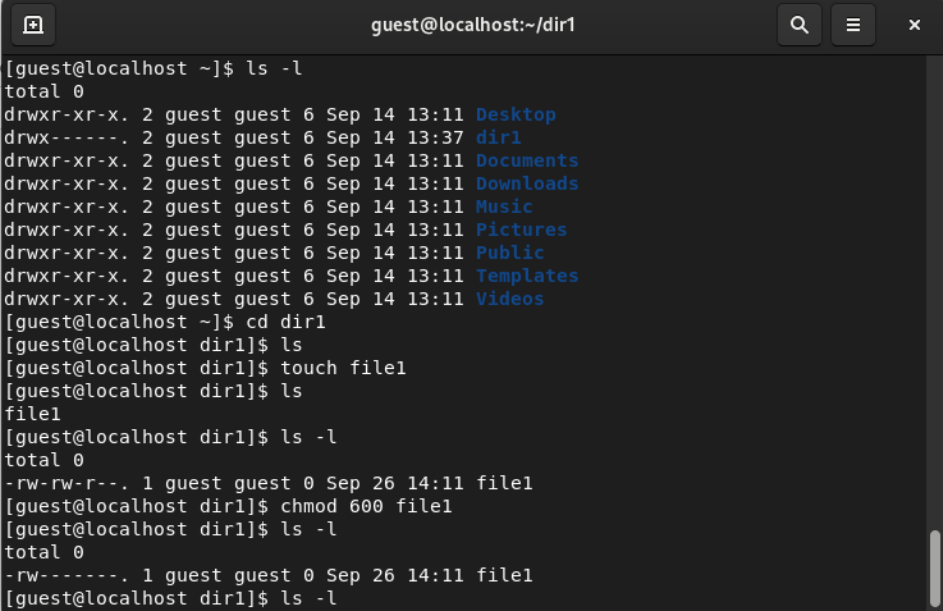 guest@localhost:~/dir1
[guest@localhost ~]$ ls -l
total 0
drwxr-xr-x. 2 guest guest 6 Sep 14 13:11 Desktop
drwx------. 2 guest guest 6 Sep 14 13:37 dir1
drwxr-xr-x. 2 guest guest 6 Sep 14 13:11 Documents
drwxr-xr-x. 2 guest guest 6 Sep 14 13:11 Downloads
drwxr-xr-x. 2 guest guest 6 Sep 14 13:11 Music
drwxr-xr-x. 2 guest guest 6 Sep 14 13:11 Pictures
drwxr-xr-x. 2 guest guest 6 Sep 14 13:11 Public
drwxr-xr-x. 2 guest guest 6 Sep 14 13:11 Templates
drwxr-xr-x. 2 guest guest 6 Sep 14 13:11 Videos
[guest@localhost ~]$ cd dir1
[guest@localhost dir1]$ ls
[guest@localhost dir1]$ touch file1
[guest@localhost dir1]$ ls
file1
[guest@localhost dir1]$ ls -l
total 0
-rw-rw-r--. 1 guest guest 0 Sep 26 14:11 file1
[guest@localhost dir1]$ chmod 600 file1
[guest@localhost dir1]$ ls -l
total 0
-rw-------. 1 guest guest 0 Sep 26 14:11 file1
[guest@localhost dir1]$ ls -l